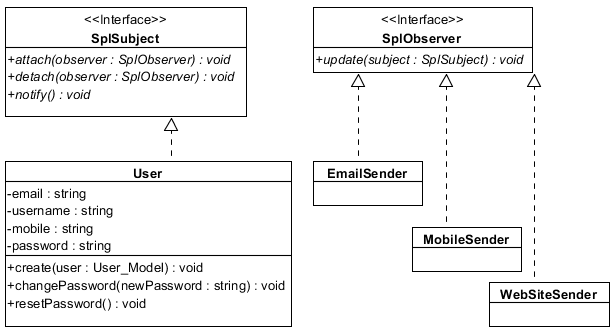 <<Interface>>
SplSubject
+attach(observer : SplObserver) : void
+detach(observer : SplObserver) : void
+notify() : void
User
-email : string
-username : string
-mobile : string
-password : string
+create(user : User_Model) : void
+changePassword(newPassword : string) : void
+resetPassword() : void
<<Interface>>
SplObserver
+update(subject : SplSubject) : void
EmailSender
MobileSender
WebSiteSender